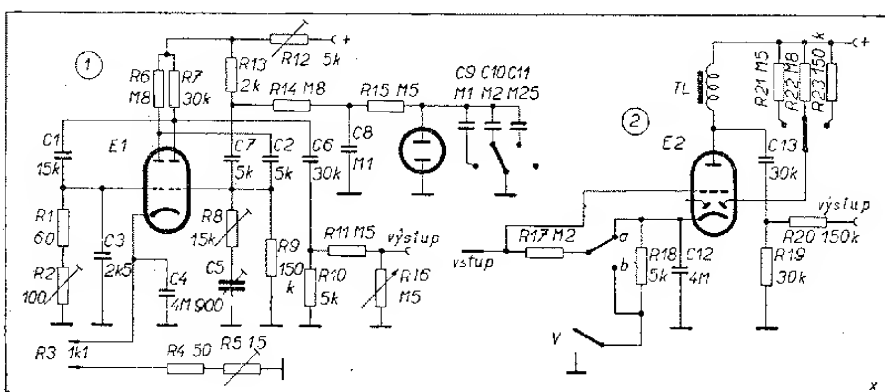 1
R6
M8
R7
30k
R13
2k
R12
5k
+
R14 M8
R15 M5
C9
M1
C10
M2
C11
M25
C1
15k
E1
C7
5k
C2
5k
C6
30k
C8
M1
R1
60
R2
100
C3
2k5
C4
4M
R8
15k
C5
900
R9
150
k
R10
5k
R11 M5
výstup
R16
M5
R3 1k1
R4 50
R5 15
2
TL
R21 M5
R22 M8
R23 150 k
+
E2
C13
30k
výstup
R20 150k
R19
30k
vstup
R17 M2
a
b
R18
5k
C12
4M
V
x